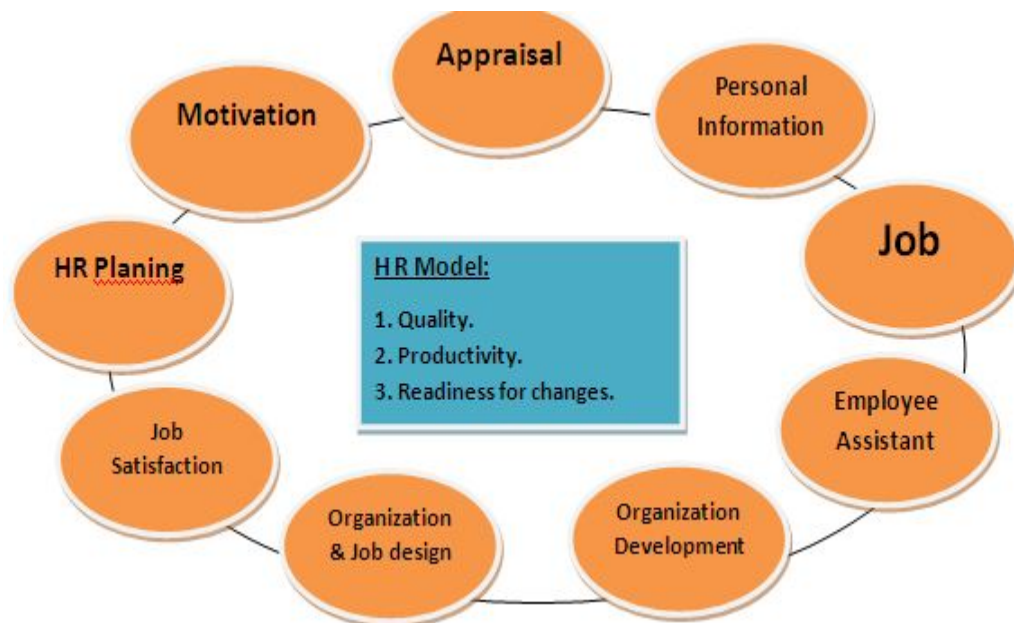 Appraisal
Personal
Information
Motivation
Job
HR Planing
HR Model:
1. Quality.
2. Productivity.
3. Readiness for changes.
Employee
Assistant
Job
Satisfaction
Organization
& Job design
Organization
Development